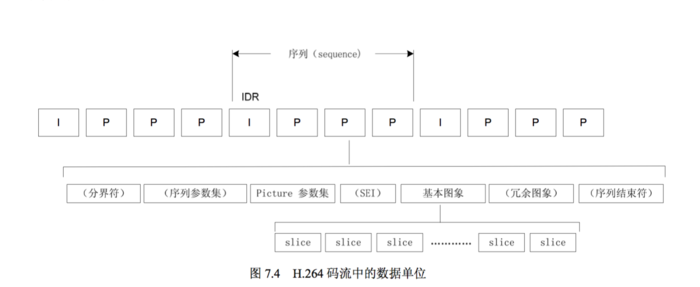 序列（sequence）
IDR
I P P P I P P P I P P P
（分界符） （序列参数集） Picture 参数集 （SEI） 基本图象 （冗余图象） （序列结束符）
slice slice slice ………… slice slice
图 7.4 H.264 码流中的数据单位